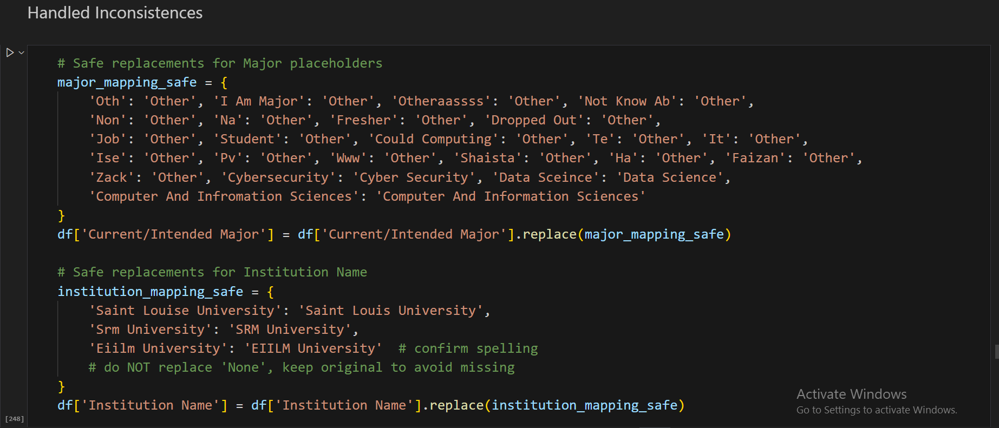 Handled Inconsistences
# Safe replacements for Major placeholders
major_mapping_safe = {
    'Oth': 'Other', 'I Am Major': 'Other', 'Otheraassss': 'Other', 'Not Know Ab': 'Other',
    'Non': 'Other', 'Na': 'Other', 'Fresher': 'Other', 'Dropped Out': 'Other',
    'Job': 'Other', 'Student': 'Other', 'Could Computing': 'Other', 'Te': 'Other', 'It': 'Other',
    'Ise': 'Other', 'Pv': 'Other', 'Www': 'Other', 'Shaista': 'Other', 'Ha': 'Other', 'Faizan': 'Other',
    'Zack': 'Other', 'Cybersecurity': 'Cyber Security', 'Data Sceince': 'Data Science',
    'Computer And Infromation Sciences': 'Computer And Information Sciences'
}
df['Current/Intended Major'] = df['Current/Intended Major'].replace(major_mapping_safe)
# Safe replacements for Institution Name
institution_mapping_safe = {
    'Saint Louise University': 'Saint Louis University',
    'Srm University': 'SRM University',
    'Eiilm University': 'EIILM University'  # confirm spelling
    # do NOT replace 'None', keep original to avoid missing
}
df['Institution Name'] = df['Institution Name'].replace(institution_mapping_safe)
[248]
Activate Windows
Go to Settings to activate Windows.